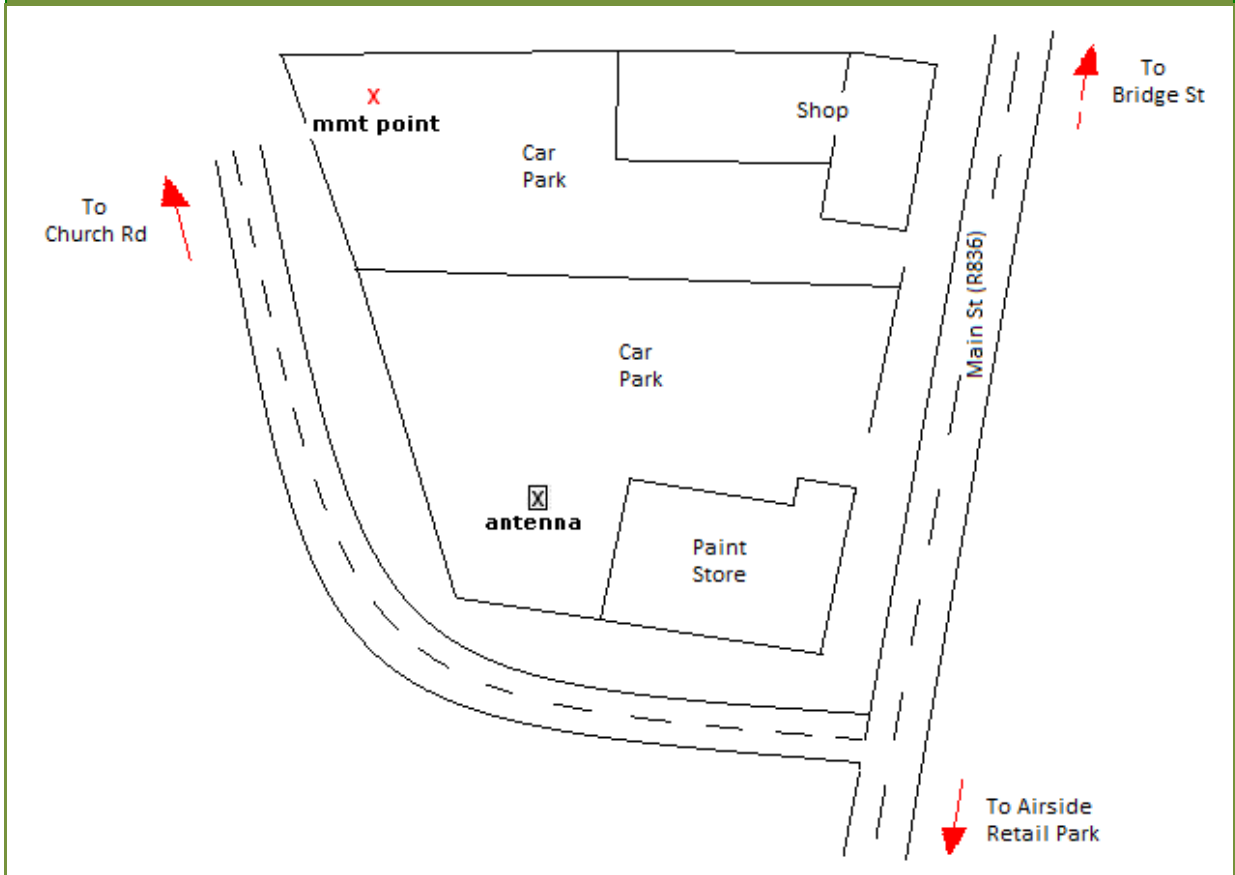 To
Bridge St
X
mmt point
Shop
Car
Park
To
Church Rd
Main St (R836)
Car
Park
X
antenna
Paint
Store
To Airside
Retail Park